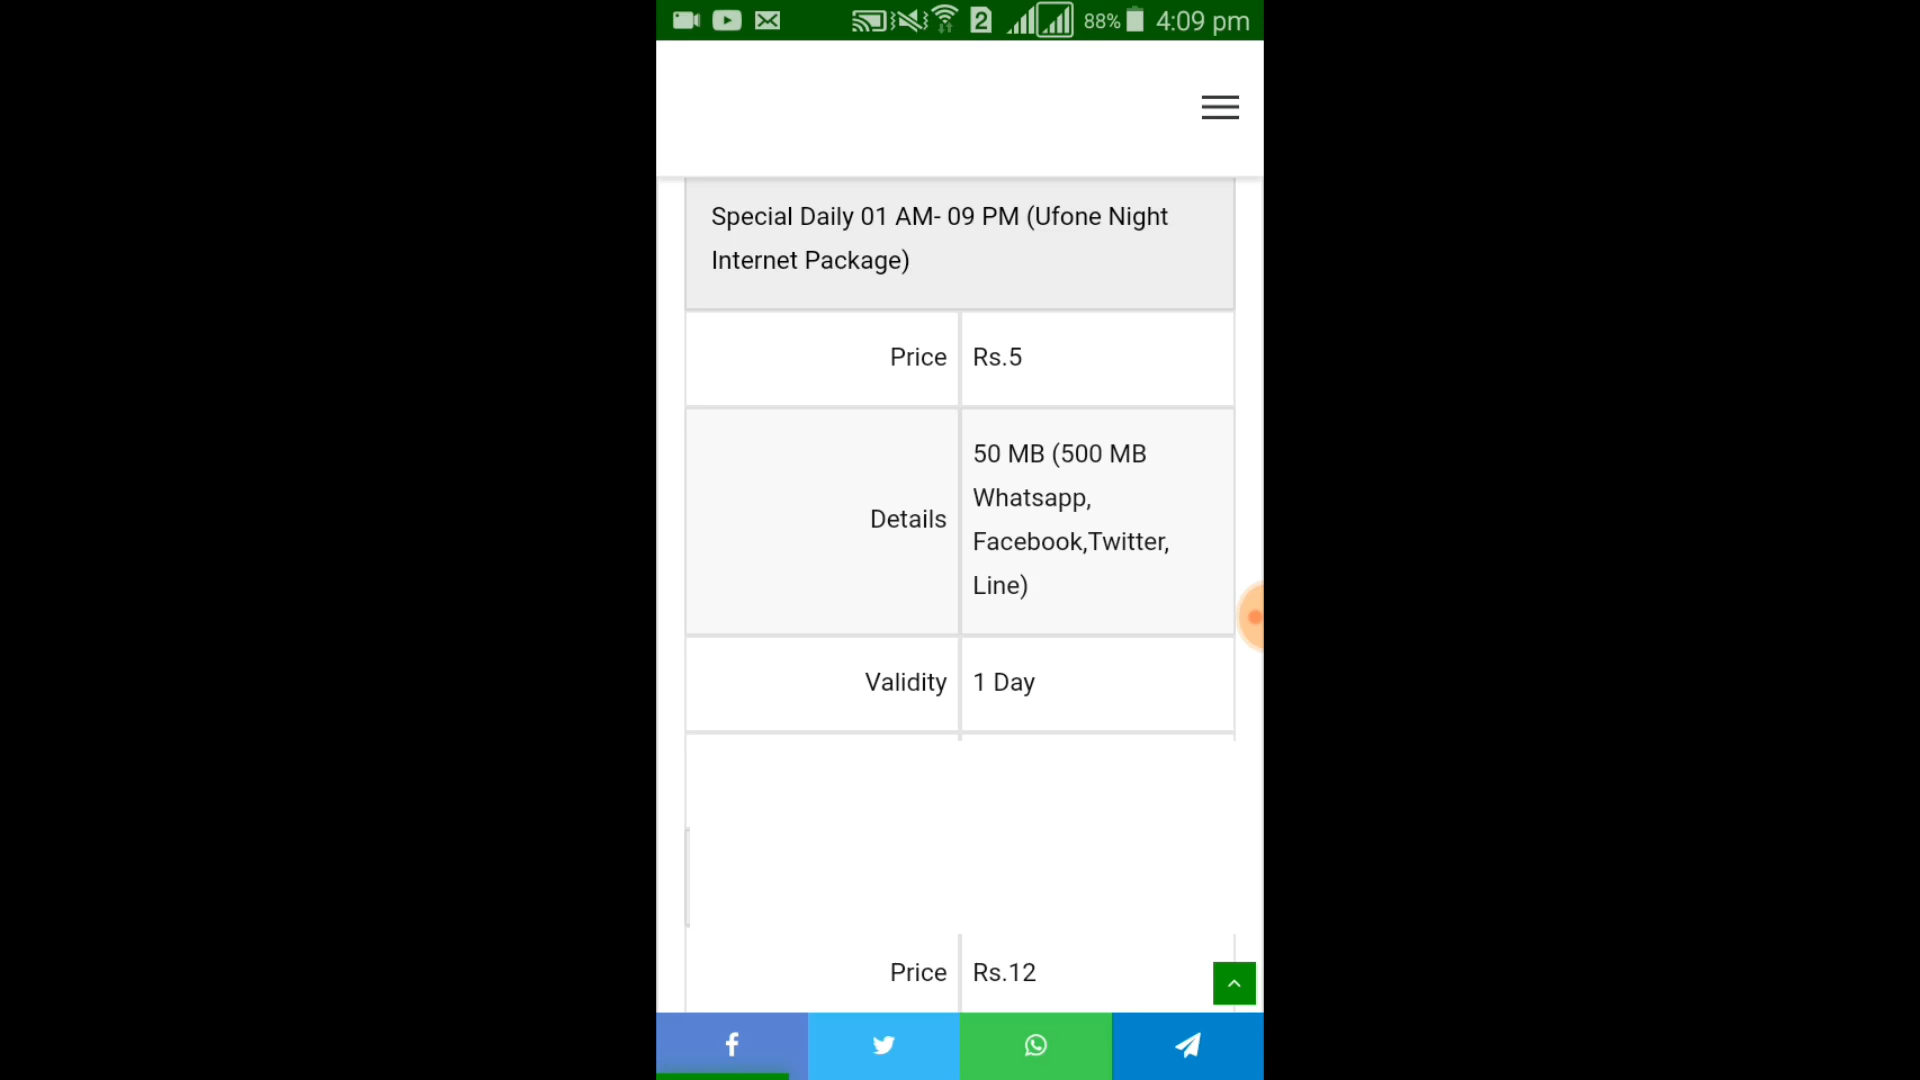 2 88% 4:09 pm
Special Daily 01 AM- 09 PM (Ufone Night
Internet Package)
Price Rs.5
Details 50 MB (500 MB
Whatsapp,
Facebook,Twitter,
Line)
Validity 1 Day
Price Rs.12